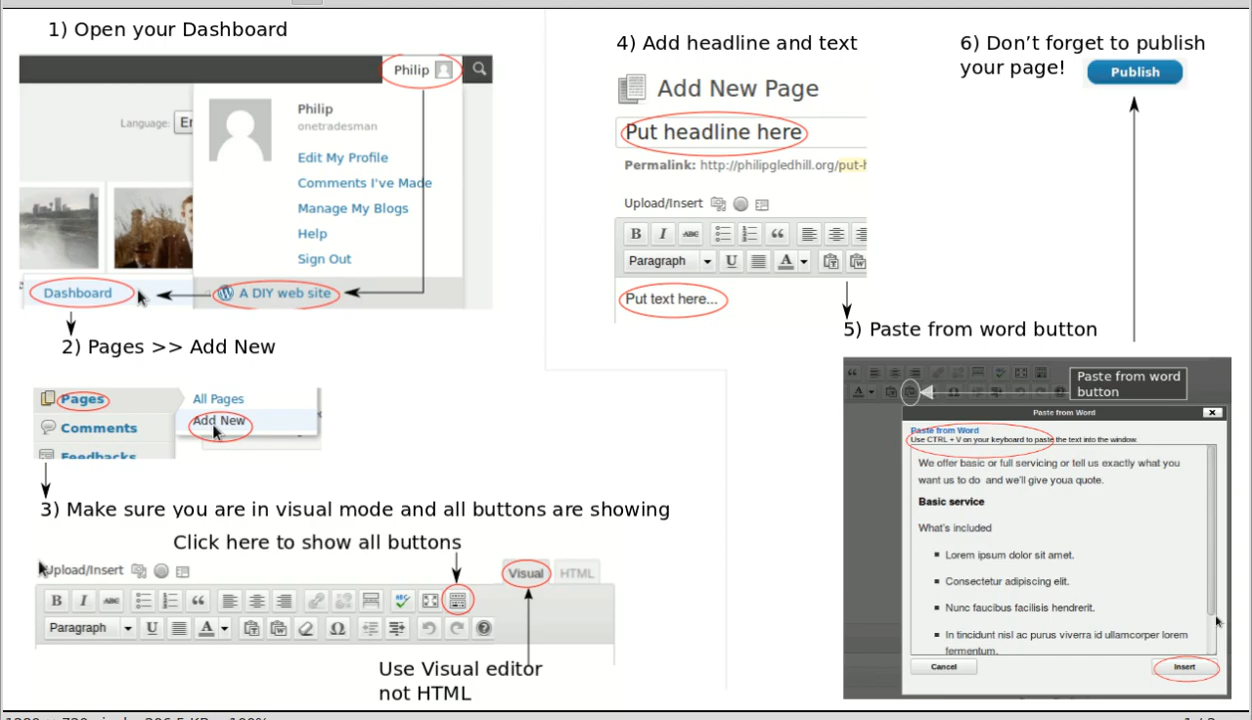 1) Open your Dashboard
Philip
Language: En
Philip
onetradesman
Edit My Profile
Comments I've Made
Manage My Blogs
Help
Sign Out
Dashboard
A DIY web site
2) Pages >> Add New
Pages
All Pages
Add New
Comments
Feedbacks
3) Make sure you are in visual mode and all buttons are showing
Click here to show all buttons
Upload/Insert
Visual
HTML
B I ABC ABC
Paragraph U A Ω
Use Visual editor
not HTML
4) Add headline and text
Add New Page
Put headline here
Permalink: http://philipgledhill.org/put-h
Upload/Insert
B I ABC
Paragraph U A
Put text here...
5) Paste from word button
6) Don't forget to publish
your page!
Publish
Paste from word
button
Paste from Word
Paste from Word
Use CTRL + V on your keyboard to paste the text into the window.
We offer basic or full servicing or tell us exactly what you
want us to do and we'll give youa quote.
Basic service
What's included
Lorem ipsum dolor sit amet.
Consectetur adipiscing elit.
Nunc faucibus facilisis hendrerit.
In tincidunt nisl ac purus viverra id ullamcorper lorem
fermentum.
Cancel
Insert